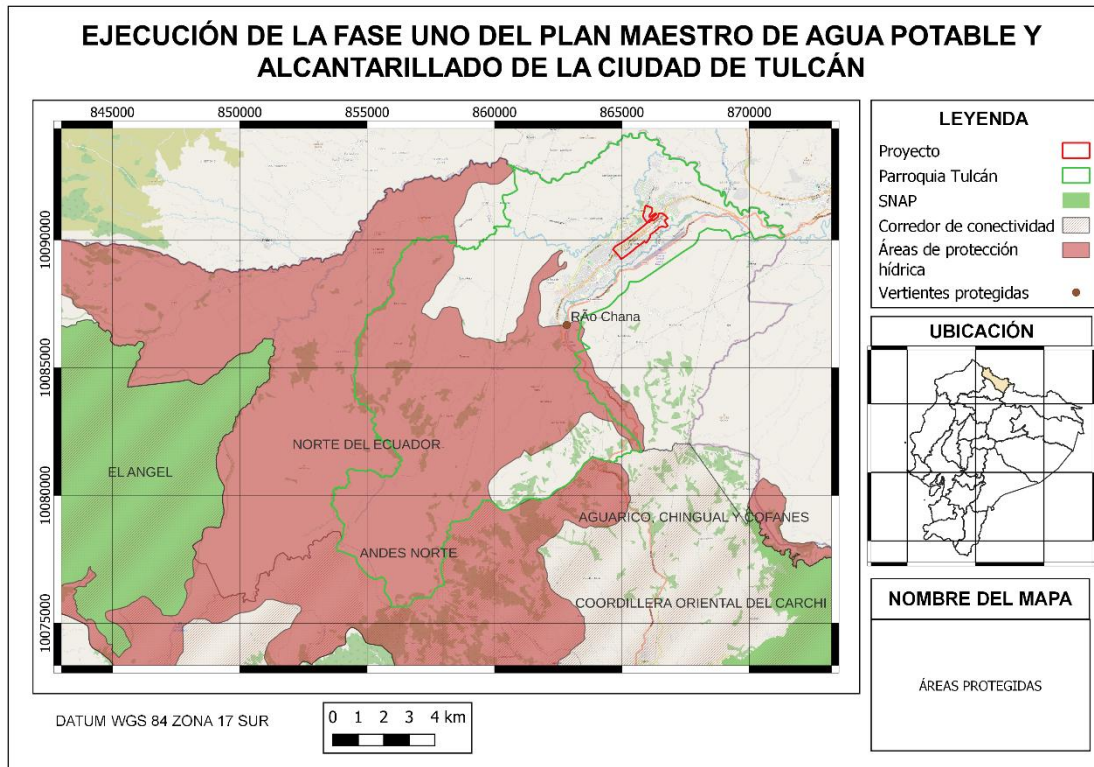 EJECUCIÓN DE LA FASE UNO DEL PLAN MAESTRO DE AGUA POTABLE Y
ALCANTARILLADO DE LA CIUDAD DE TULCÁN
845000 850000 855000 860000 865000 870000
10090000
10085000
10080000
10075000
RÃo Chana
NORTE DEL ECUADOR
EL ANGEL
AGUARICO, CHINGUAL Y COFANES
ANDES NORTE
COORDILLERA ORIENTAL DEL CARCHI
DATUM WGS 84 ZONA 17 SUR
0 1 2 3 4 km
LEYENDA
Proyecto
Parroquia Tulcán
SNAP
Corredor de conectividad
Áreas de protección
hídrica
Vertientes protegidas
UBICACIÓN
NOMBRE DEL MAPA
ÁREAS PROTEGIDAS